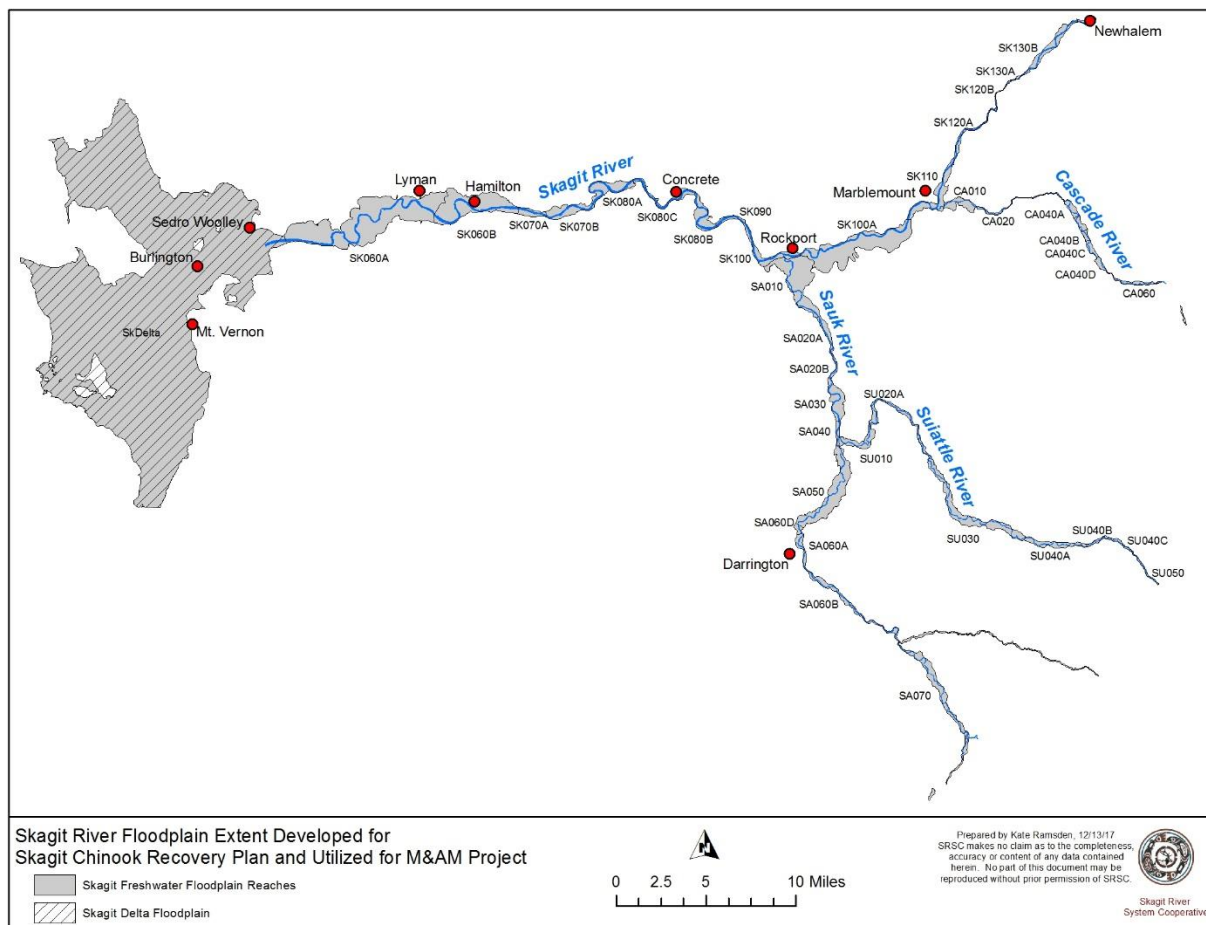 Newhalem
SK130B
SK130A
SK120B
SK120A
SK110
Marblemount
CA010
CA020
Cascade River
CA040A
CA040B
CA040C
CA040D
CA060
Lyman
Hamilton
Skagit River
Concrete
SK080A
SK080C
SK090
SK080B
SK070A
SK070B
SK060B
SK060A
Sedro Woolley
Burlington
SkDelta
Mt. Vernon
Rockport
SK100A
SK100
SA010
Sauk River
SA020A
SA020B
SA030
SA040
SU020A
SU010
Suiattle River
SA050
SA060D
SA060A
Darrington
SA060B
SU030
SU040A
SU040B
SU040C
SU050
SA070
Skagit River Floodplain Extent Developed for
Skagit Chinook Recovery Plan and Utilized for M&AM Project
Skagit Freshwater Floodplain Reaches
Skagit Delta Floodplain
N
0 2.5 5 10 Miles
Prepared by Kate Ramsden, 12/13/17
SRSC makes no claim as to the completeness,
accuracy or content of any data contained
herein. No part of this document may be
reproduced without prior permission of SRSC.
Skagit River
System Cooperative